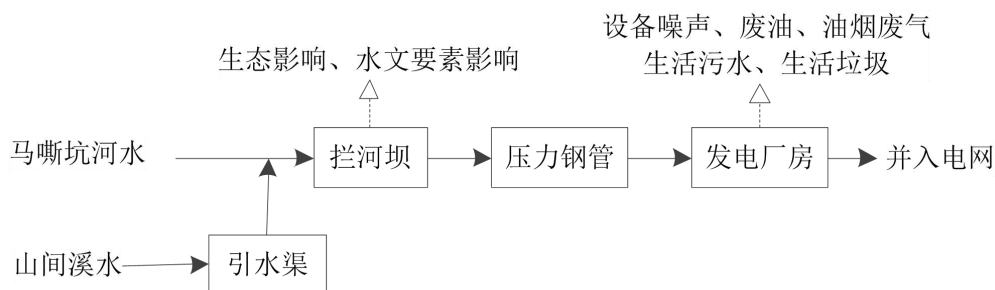 设备噪声、废油、油烟废气
生活污水、生活垃圾
生态影响、水文要素影响
马嘶坑河水
拦河坝
压力钢管
发电厂房
并入电网
山间溪水
引水渠